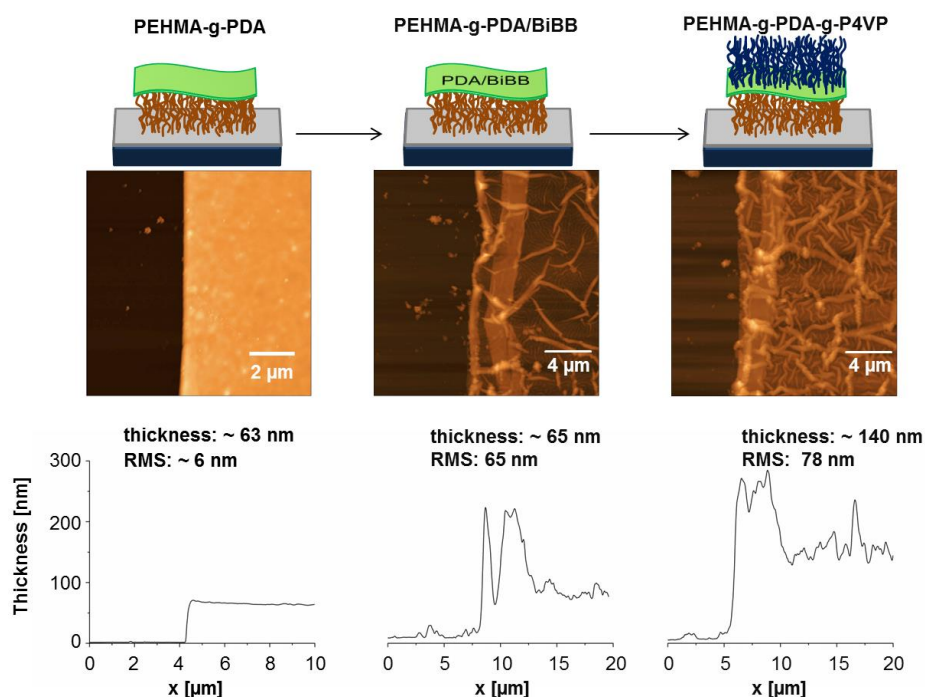 PEHMA-g-PDA
PEHMA-g-PDA/BiBB
PEHMA-g-PDA-g-P4VP
PDA/BiBB
2 µm
4 µm
4 µm
thickness: ~ 63 nm
RMS: ~ 6 nm
thickness: ~ 65 nm
RMS: 65 nm
thickness: ~ 140 nm
RMS: 78 nm
Thickness [nm]
300
200
100
0
0 2 4 6 8 10
x [µm]
0 5 10 15 20
x [µm]
0 5 10 15 20
x [µm]